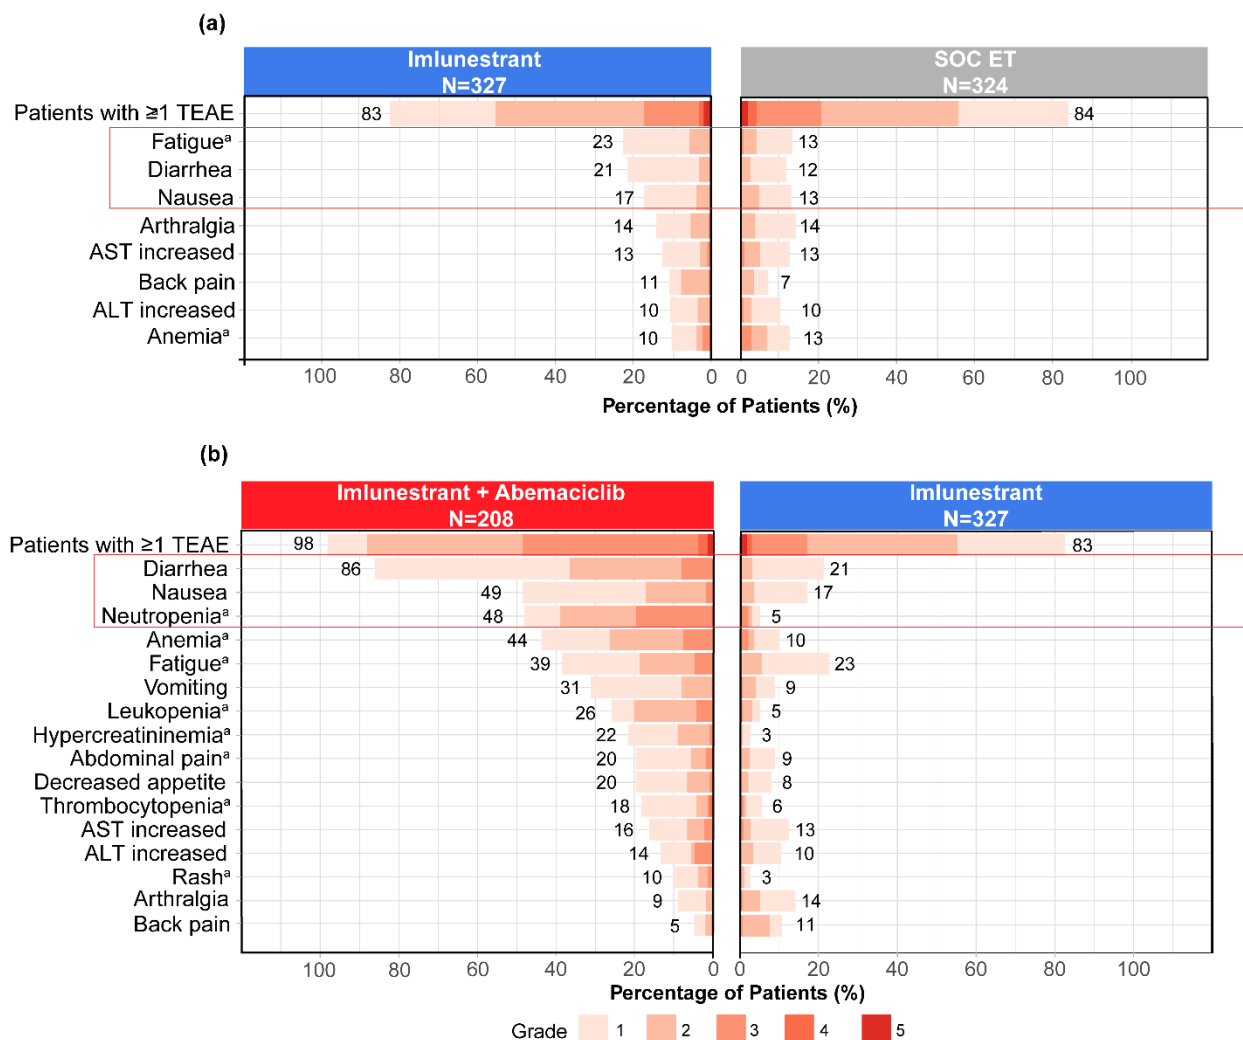 (a)
Imlunestrant
N=327
SOC ET
N=324
Patients with ≥1 TEAE 83 84
Fatigueᵃ 23 13
Diarrhea 21 12
Nausea 17 13
Arthralgia 14 14
AST increased 13 13
Back pain 11 7
ALT increased 10 10
Anemiaᵃ 10 13
100 80 60 40 20 0 0 20 40 60 80 100
Percentage of Patients (%)
(b)
Imlunestrant + Abemaciclib
N=208
Imlunestrant
N=327
Patients with ≥1 TEAE 98 83
Diarrhea 86 21
Nausea 49 17
Neutropeniaᵃ 48 5
Anemiaᵃ 44 10
Fatigueᵃ 39 23
Vomiting 31 9
Leukopeniaᵃ 26 5
Hypercreatininemiaᵃ 22 3
Abdominal painᵃ 20 9
Decreased appetite 20 8
Thrombocytopeniaᵃ 18 6
AST increased 16 13
ALT increased 14 10
Rashᵃ 10 3
Arthralgia 9 14
Back pain 5 11
100 80 60 40 20 0 0 20 40 60 80 100
Percentage of Patients (%)
Grade 1 2 3 4 5